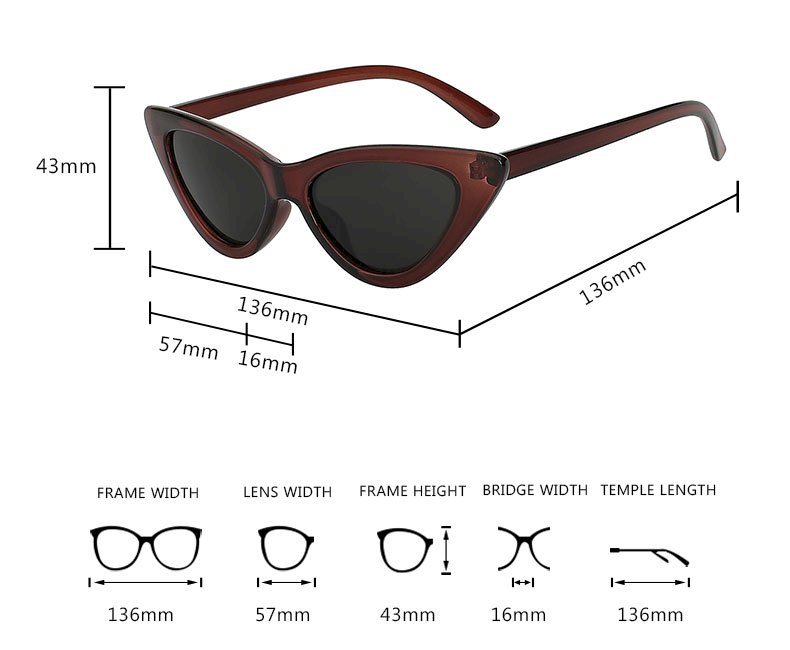 43mm
136mm
136mm
57mm
16mm
FRAME WIDTH
LENS WIDTH
FRAME HEIGHT
BRIDGE WIDTH
TEMPLE LENGTH
136mm
57mm
43mm
16mm
136mm